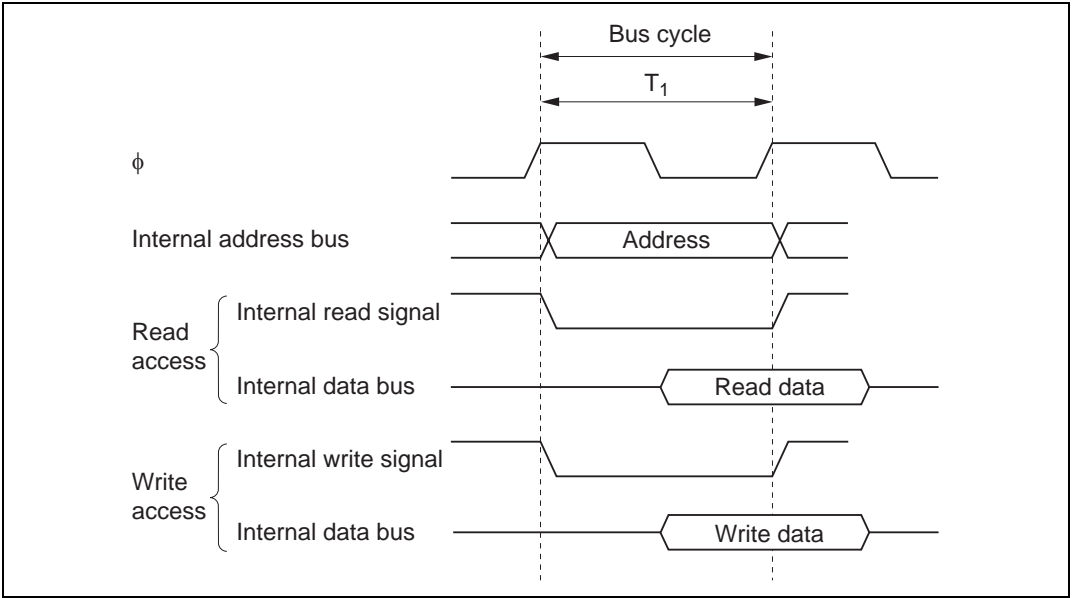 Bus cycle
T₁
ϕ
Internal address bus
Address
Read
access
Internal read signal
Internal data bus
Read data
Write
access
Internal write signal
Internal data bus
Write data